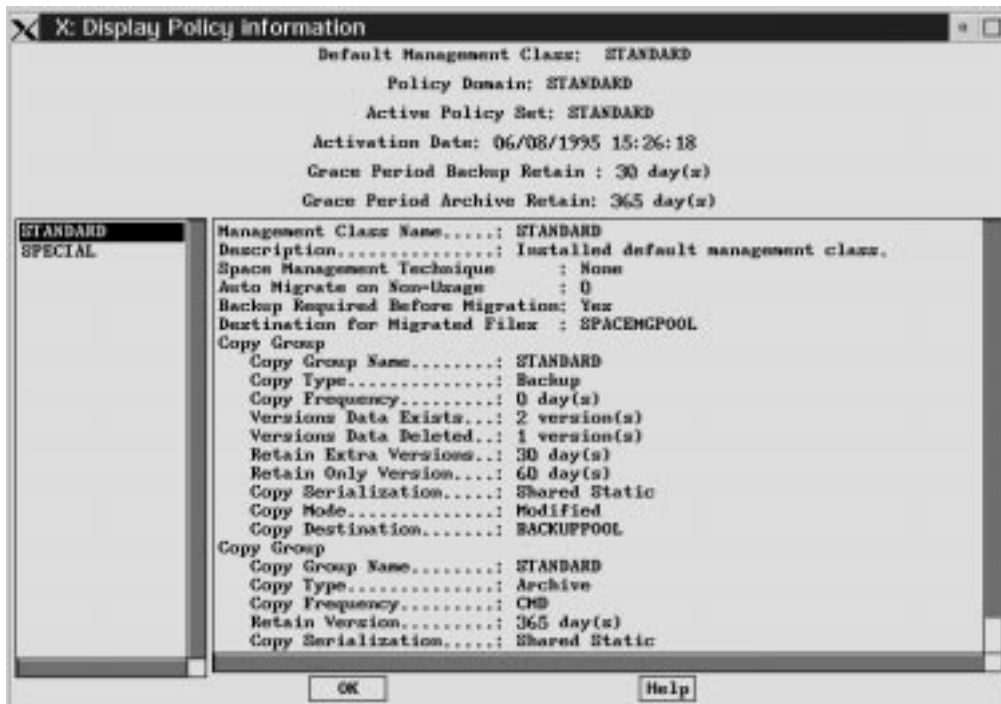 X: Display Policy Information
Default Management Class: STANDARD
Policy Domain: STANDARD
Active Policy Set: STANDARD
Activation Date: 06/08/1995 15:26:18
Grace Period Backup Retain : 30 day(s)
Grace Period Archive Retain: 365 day(s)
STANDARD
SPECIAL
Management Class Name.....: STANDARD
Description...............: Installed default management class.
Space Management Technique : None
Auto Migrate on Non-Usage : 0
Backup Required Before Migration: Yes
Destination for Migrated Files : SPACEMGPOOL
Copy Group
Copy Group Name........: STANDARD
Copy Type..............: Backup
Copy Frequency.........: 0 day(s)
Versions Data Exists...: 2 version(s)
Versions Data Deleted..: 1 version(s)
Retain Extra Versions..: 30 day(s)
Retain Only Version....: 60 day(s)
Copy Serialization.....: Shared Static
Copy Mode..............: Modified
Copy Destination.......: BACKUPPOOL
Copy Group
Copy Group Name........: STANDARD
Copy Type..............: Archive
Copy Frequency.........: CMD
Retain Version.........: 365 day(s)
Copy Serialization.....: Shared Static
OK
Help